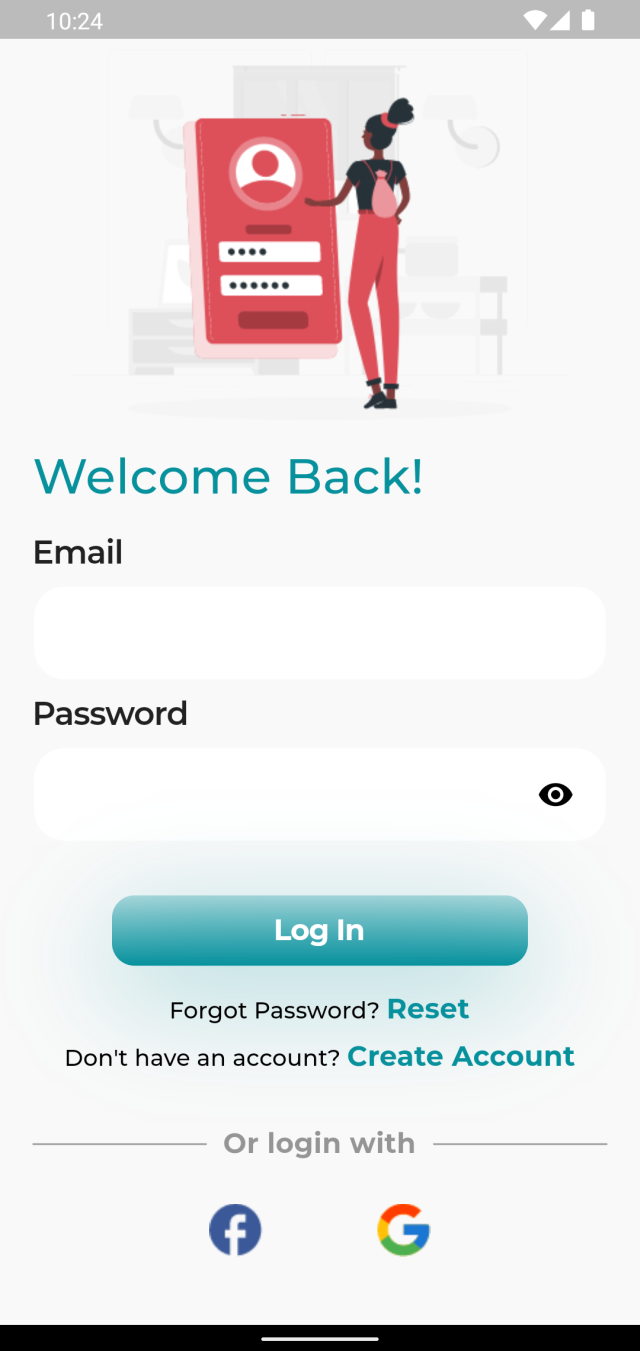 10:24
Welcome Back!
Email
Password
Log In
Forgot Password? Reset
Don't have an account? Create Account
Or login with